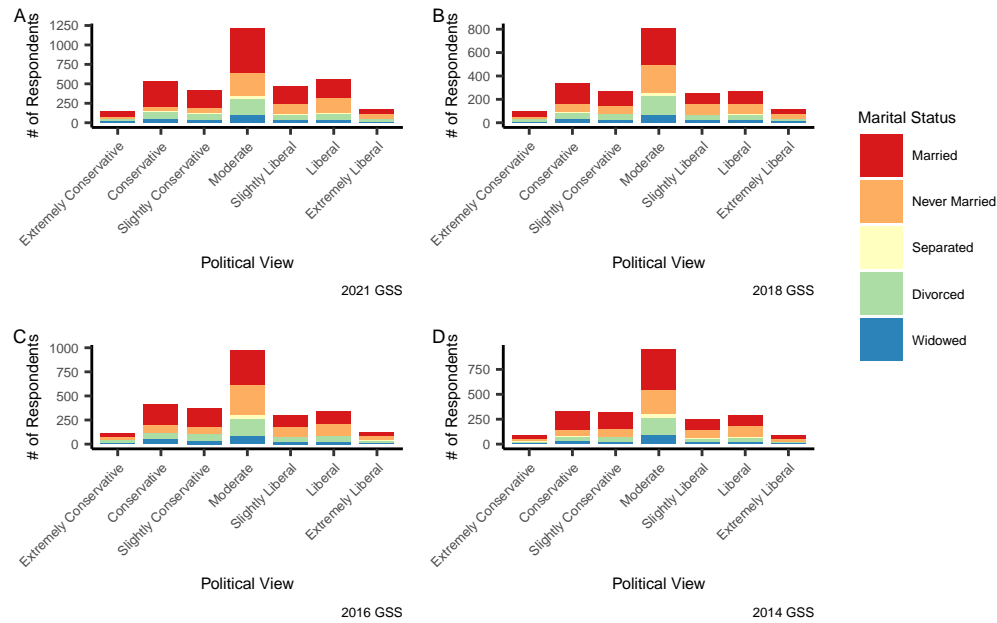 A
# of Respondents
1250
1000
750
500
250
0
Extremely Conservative
Conservative
Slightly Conservative
Moderate
Slightly Liberal
Liberal
Extremely Liberal
Political View
2021 GSS
B
# of Respondents
800
600
400
200
0
Extremely Conservative
Conservative
Slightly Conservative
Moderate
Slightly Liberal
Liberal
Extremely Liberal
Political View
2018 GSS
Marital Status
Married
Never Married
Separated
Divorced
Widowed
C
# of Respondents
1000
750
500
250
0
Extremely Conservative
Conservative
Slightly Conservative
Moderate
Slightly Liberal
Liberal
Extremely Liberal
Political View
2016 GSS
D
# of Respondents
750
500
250
0
Extremely Conservative
Conservative
Slightly Conservative
Moderate
Slightly Liberal
Liberal
Extremely Liberal
Political View
2014 GSS